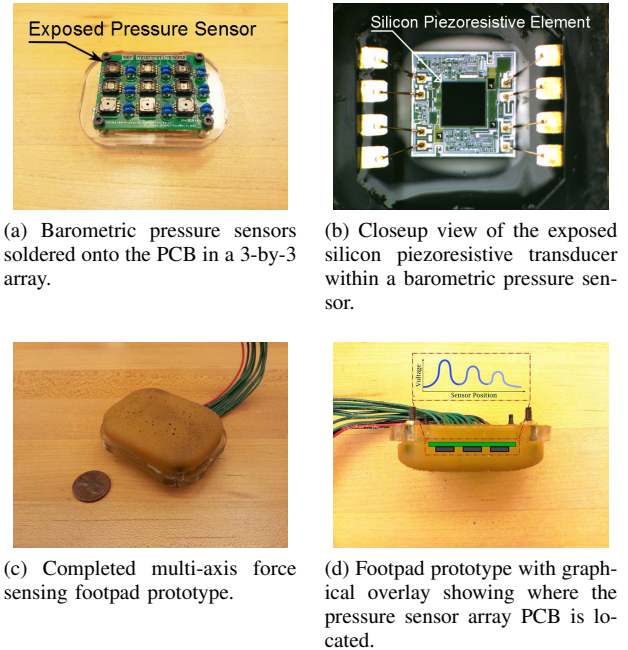 Exposed Pressure Sensor
Silicon Piezoresistive Element
(a) Barometric pressure sensors
soldered onto the PCB in a 3-by-3
array.
(b) Closeup view of the exposed
silicon piezoresistive transducer
within a barometric pressure sen-
sor.
Voltage
Sensor Position
(c) Completed multi-axis force
sensing footpad prototype.
(d) Footpad prototype with graph-
ical overlay showing where the
pressure sensor array PCB is lo-
cated.